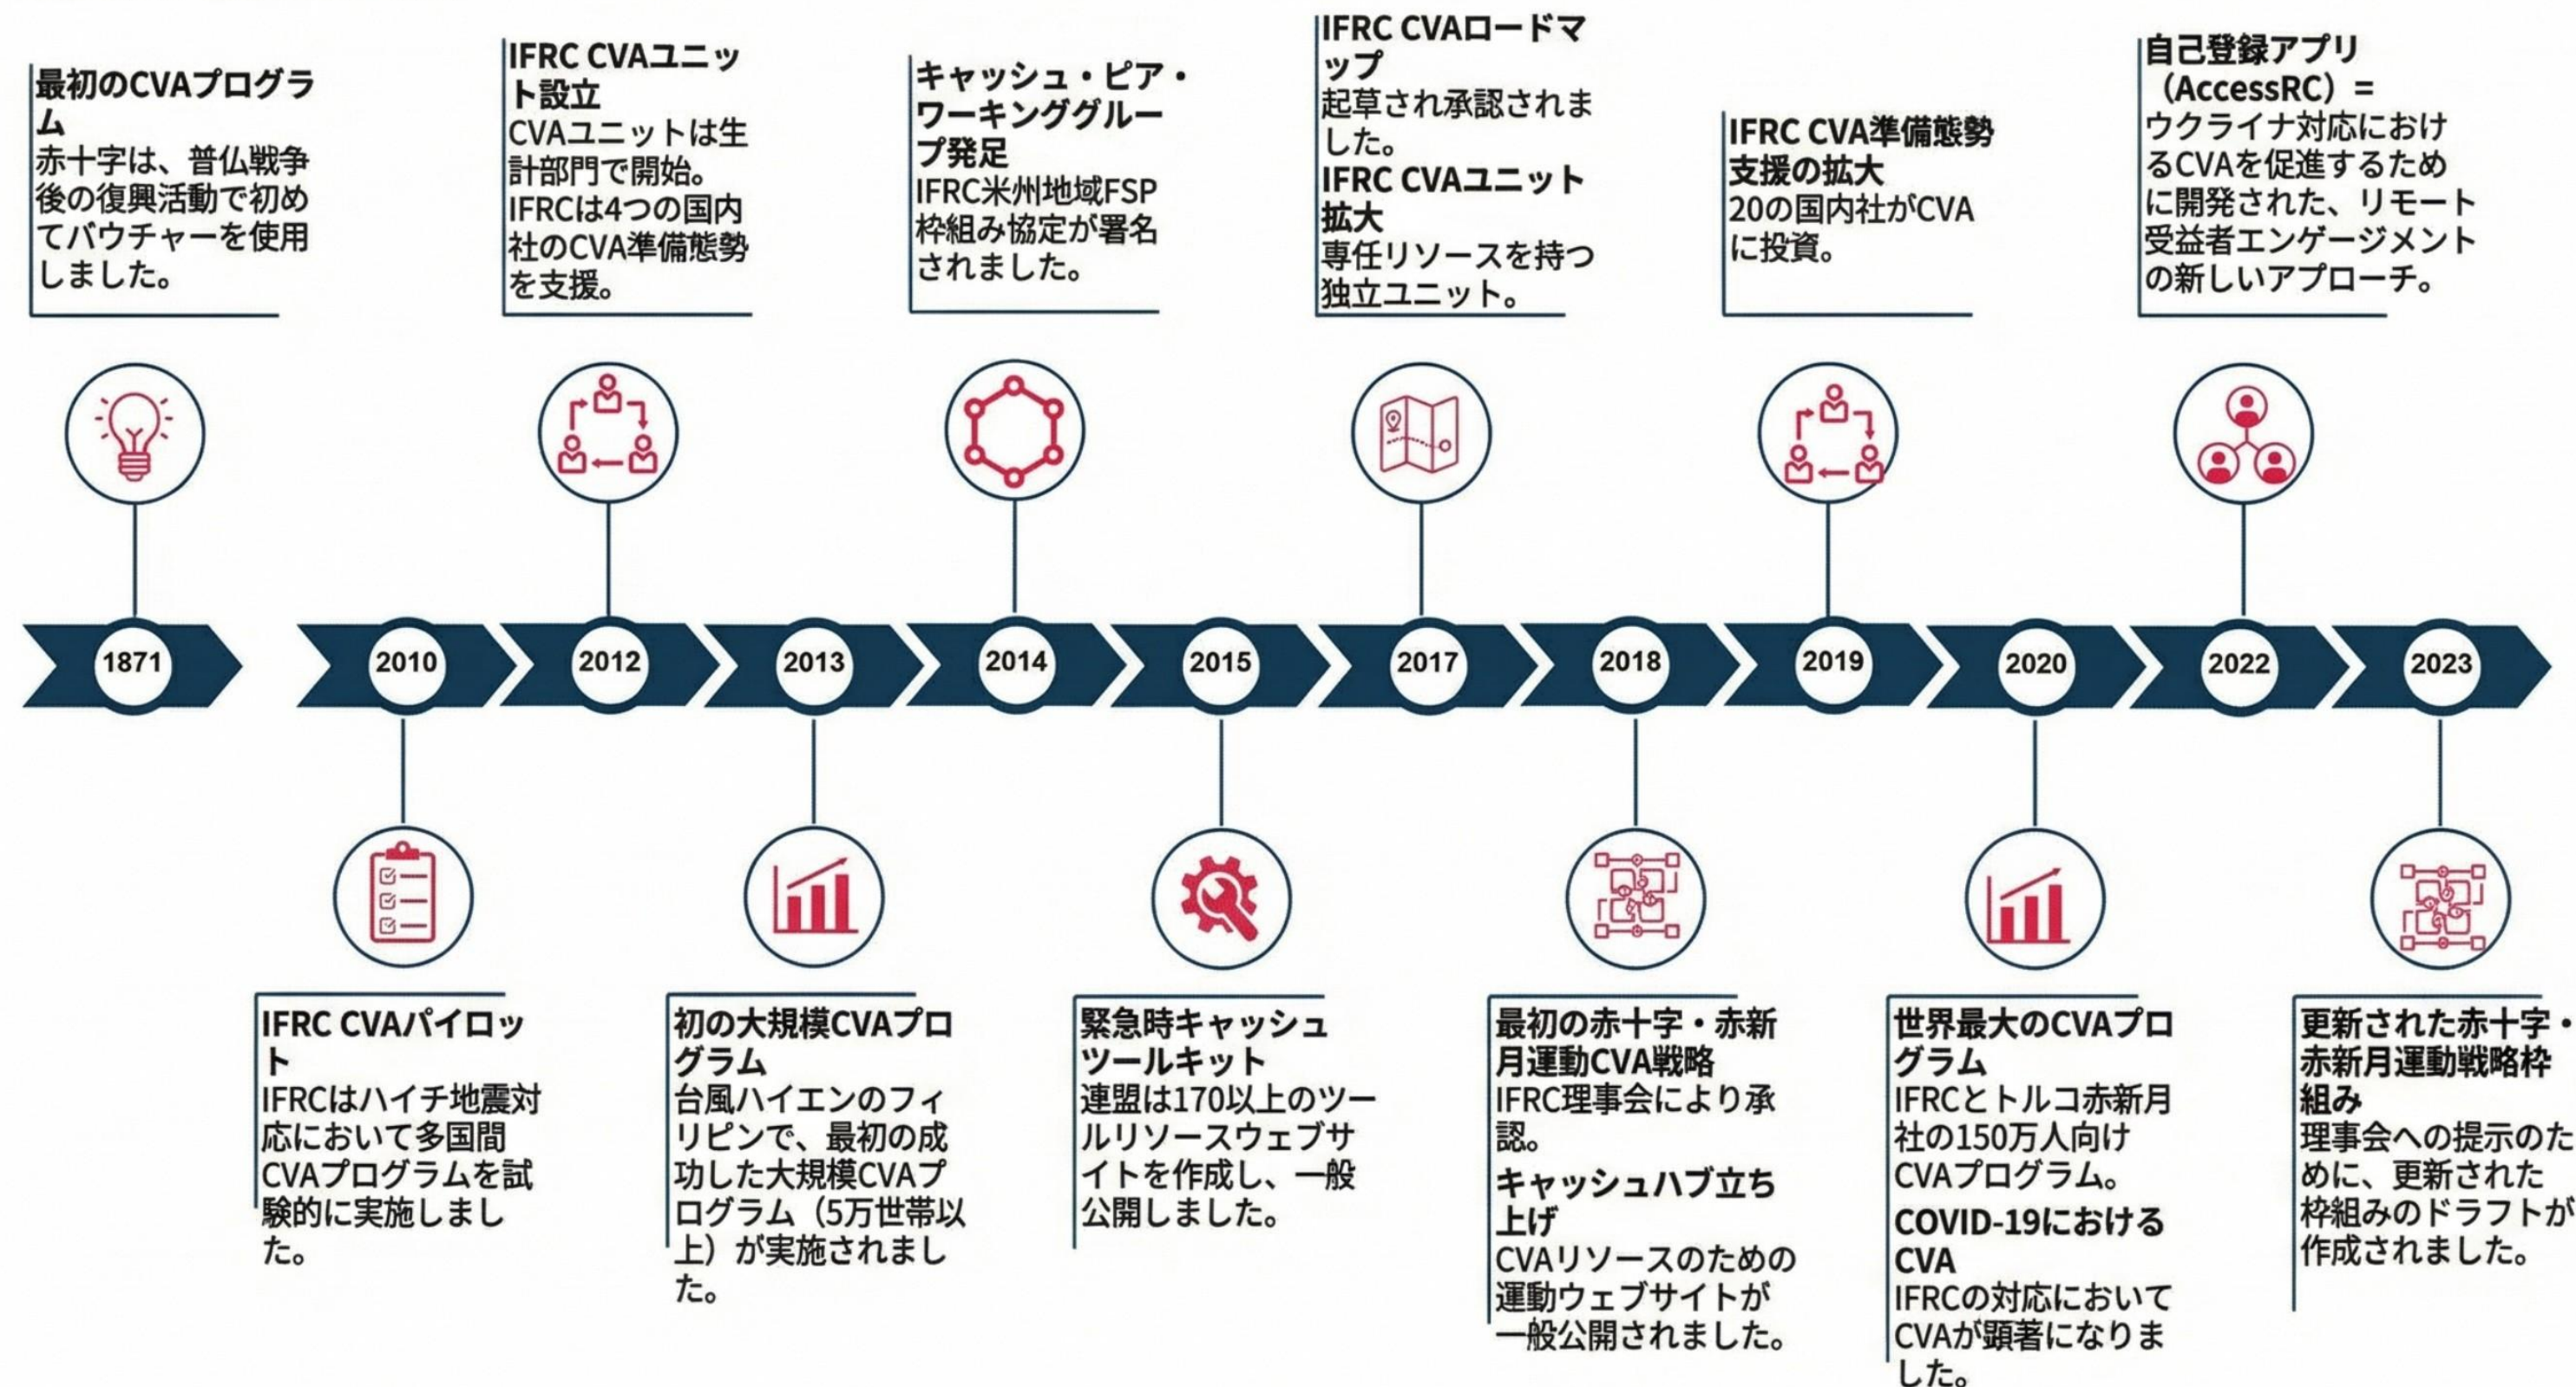 最初のCVAプログラ
ム
赤十字は、普仏戦争
後の復興活動で初め
てバウチャーを使用
しました。
IFRC CVAユニッ
ト設立
CVAユニットは生
計部門で開始。
IFRCは4つの国内
社のCVA準備態勢
を支援。
キャッシュ・ピア・
ワーキンググルー
プ発足
IFRC米州地域FSP
枠組み協定が署名
されました。
IFRC CVAロードマ
ップ
起草され承認されま
した。
IFRC CVAユニット
拡大
専任リソースを持つ
独立ユニット。
IFRC CVA準備態勢
支援の拡大
20の国内社がCVA
に投資。
自己登録アプリ
（AccessRC）=
ウクライナ対応におけ
るCVAを促進するため
に開発された、リモート
受益者エンゲージメント
の新しいアプローチ。
1871
2010
2012
2013
2014
2015
2017
2018
2019
2020
2022
2023
IFRC CVAパイロッ
ト
IFRCはハイチ地震対
応において多国間
CVAプログラムを試
験的に実施しまし
た。
初の大規模CVAプロ
グラム
台風ハイエンのフィ
リピンで、最初の成
功した大規模CVAプ
ログラム（5万世帯以
上）が実施されまし
た。
緊急時キャッシュ
ツールキット
連盟は170以上のツー
ルリソースウェブサ
イトを作成し、一般
公開しました。
最初の赤十字・赤新
月運動CVA戦略
IFRC理事会により承
認。
キャッシュハブ立ち
上げ
CVAリソースのための
運動ウェブサイトが
一般公開されました。
世界最大のCVAプロ
グラム
IFRCとトルコ赤新月
社の150万人向け
CVAプログラム。
COVID-19における
CVA
IFRCの対応において
CVAが顕著になりま
した。
更新された赤十字・
赤新月運動戦略枠
組み
理事会への提示のた
めに、更新された
枠組みのドラフトが
作成されました。